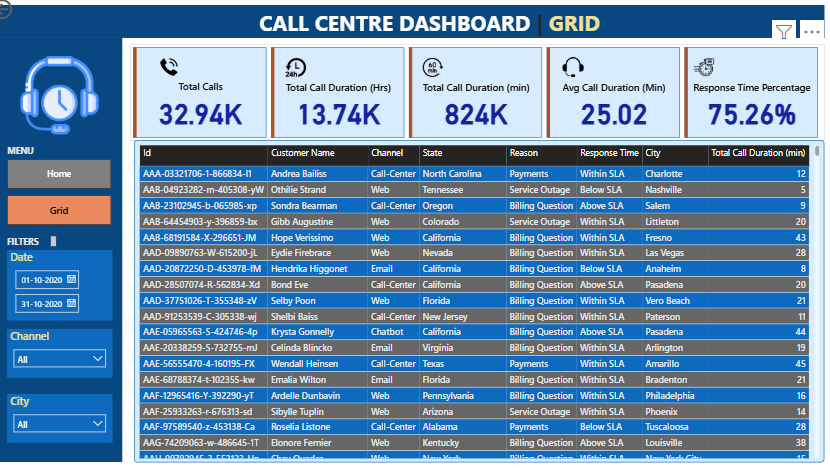 CALL CENTRE DASHBOARD | GRID
24h
60
min
Total Calls
32.94K
Total Call Duration (Hrs)
13.74K
Total Call Duration (min)
824K
Avg Call Duration (Min)
25.02
Response Time Percentage
75.26%
MENU
Home
Grid
FILTERS
Date
01-10-2020
31-10-2020
Channel
All
City
All
Id Customer Name Channel State Reason Response Time City Total Call Duration (min)
AAA-03321706-1-866834-I1 Andrea Bailiss Call-Center North Carolina Payments Within SLA Charlotte 12
AAB-04923282-m-405308-yW Othilie Strand Web Tennessee Service Outage Below SLA Nashville 5
AAB-23102945-b-065985-xp Sondra Bearman Call-Center Oregon Billing Question Above SLA Salem 9
AAB-64454903-y-396859-bx Gibb Augustine Web Colorado Service Outage Within SLA Littleton 20
AAB-68191584-X-296651-JM Hope Verissimo Web California Billing Question Within SLA Fresno 43
AAD-09890763-W-615200-jL Eydie Firebrace Web Nevada Billing Question Within SLA Las Vegas 28
AAD-20872250-D-453978-fM Hendrika Higgonet Email California Billing Question Below SLA Anaheim 8
AAD-28507074-R-562834-Xd Bond Eve Call-Center California Billing Question Above SLA Pasadena 20
AAD-37751026-T-355348-zV Selby Poon Web Florida Billing Question Within SLA Vero Beach 21
AAD-91253539-C-305338-wj Shelbi Baiss Call-Center New Jersey Billing Question Within SLA Paterson 11
AAE-05965563-S-424746-4p Krysta Gonnelly Chatbot California Billing Question Above SLA Pasadena 44
AAE-20338259-S-732755-mJ Celinda Blincko Email Virginia Billing Question Within SLA Arlington 19
AAE-56555470-4-160195-FX Wendall Heinsen Call-Center Texas Payments Within SLA Amarillo 45
AAE-68788374-t-102355-kw Emalia Wilton Email Florida Billing Question Within SLA Bradenton 21
AAF-12965416-Y-392290-yT Ardelle Dunbavin Web Pennsylvania Billing Question Within SLA Philadelphia 16
AAF-25933263-r-676313-sd Sibylle Tuplin Web Arizona Service Outage Within SLA Phoenix 14
AAF-97589540-z-453138-Ca Roselia Listone Call-Center Alabama Payments Below SLA Tuscaloosa 28
AAG-74209063-w-486645-1T Elonore Fernier Web Kentucky Billing Question Above SLA Louisville 38